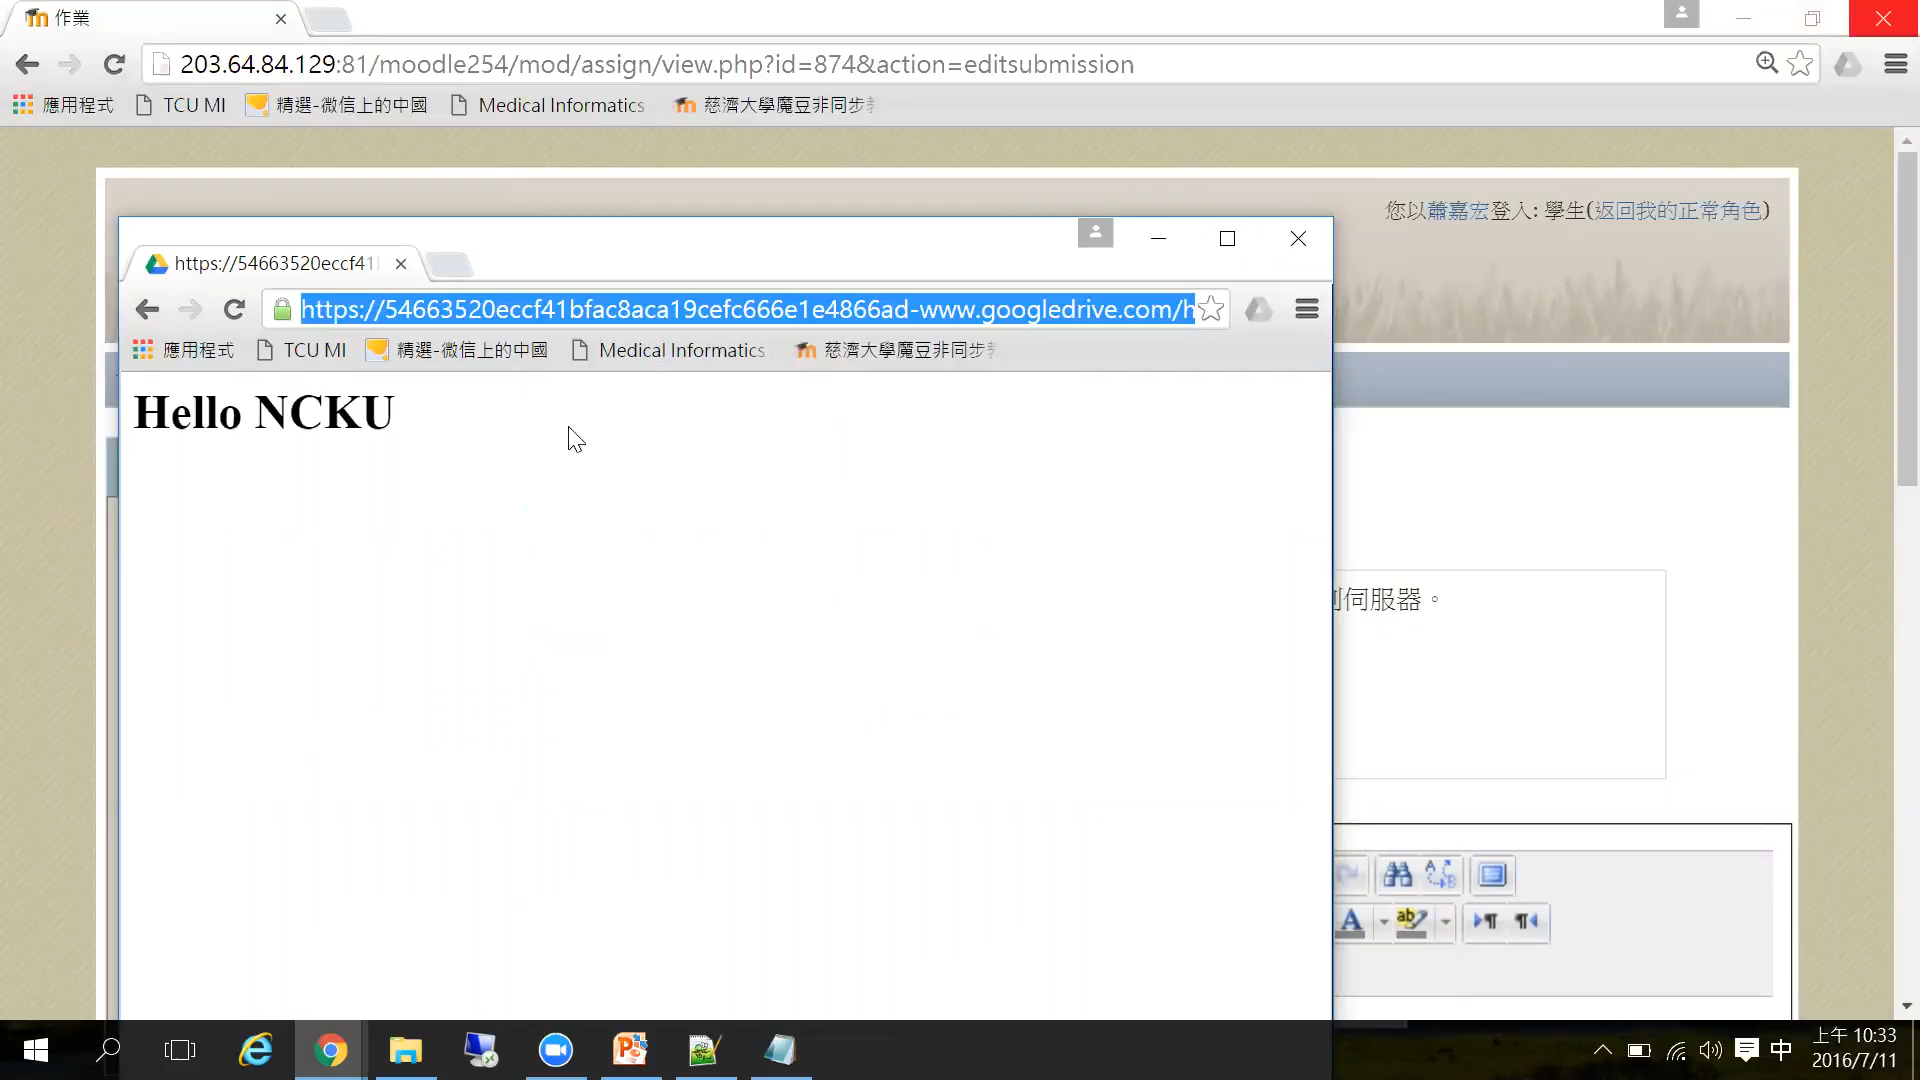 作業
203.64.84.129:81/moodle254/mod/assign/view.php?id=874&action=editsubmission
應用程式 TCU MI 精選-微信上的中國 Medical Informatics 慈濟大學魔豆非同步
您以蕭嘉宏登入: 學生(返回我的正常角色)
https://54663520eccf41
https://54663520eccf41bfac8aca19cefc666e1e4866ad-www.googledrive.com/h
應用程式 TCU MI 精選-微信上的中國 Medical Informatics 慈濟大學魔豆非同步
Hello NCKU
伺服器。
中
上午 10:33
2016/7/11